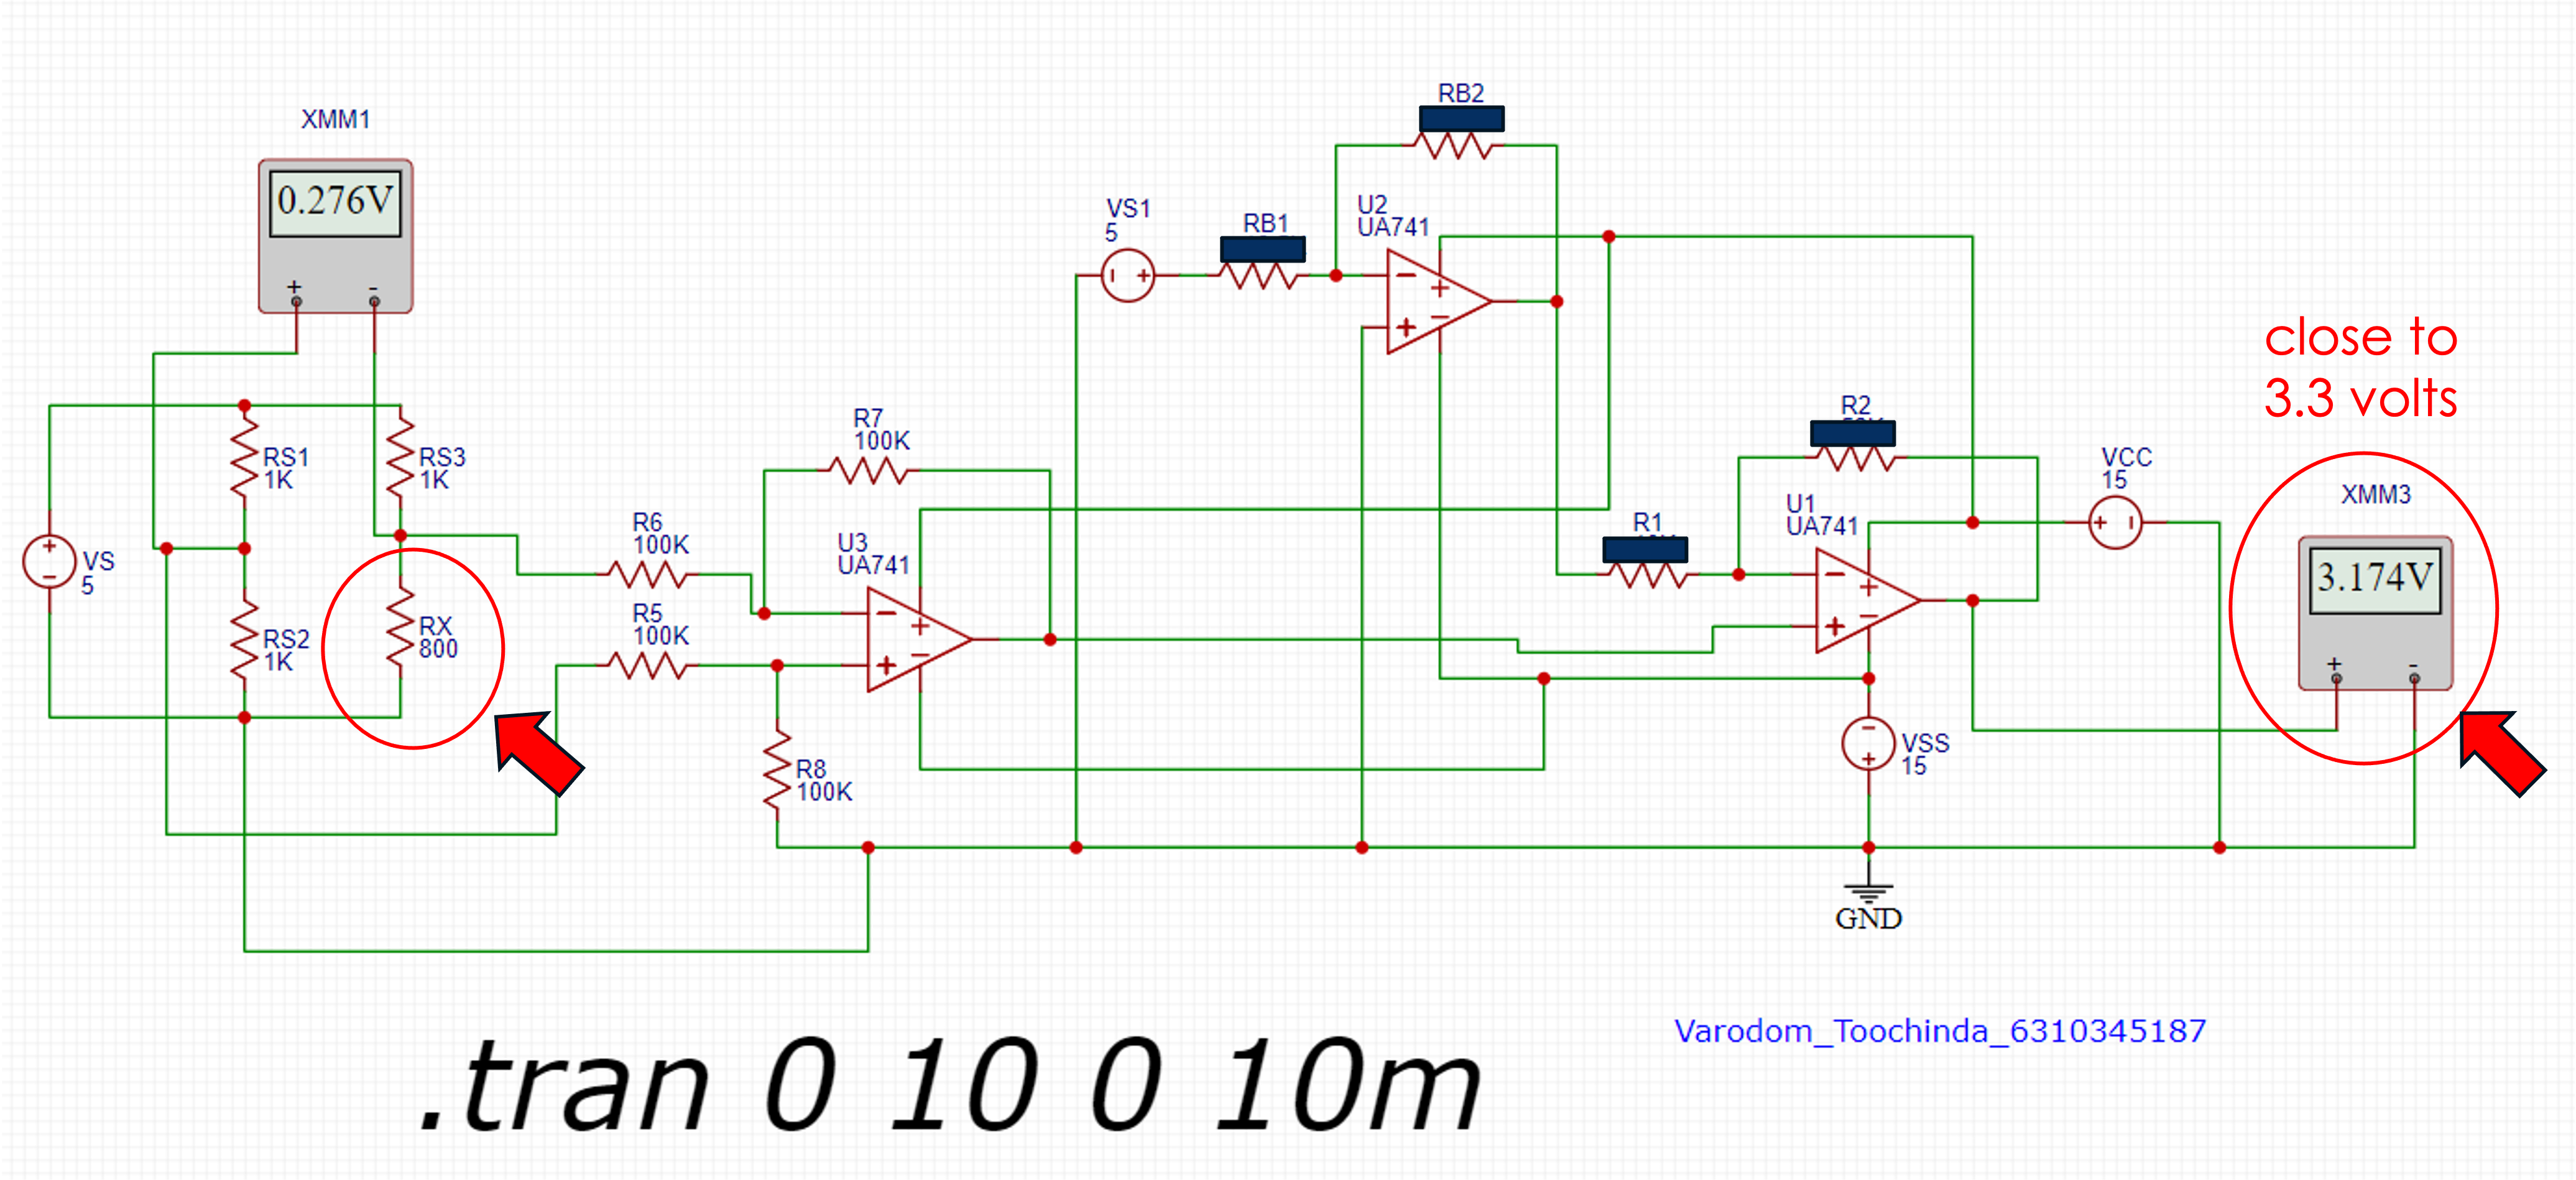 RB2
XMM1
0.276V
+ -
VS1
5
RB1
U2
UA741
close to
3.3 volts
R7
100K
R2
VCC
15
XMM3
RS1
1K
RS3
1K
R6
100K
U3
UA741
R1
U1
UA741
3.174V
+ -
VS
5
RS2
1K
RX
800
R5
100K
R8
100K
VSS
15
GND
Varodom_Toochinda_6310345187
.tran 0 10 0 10m